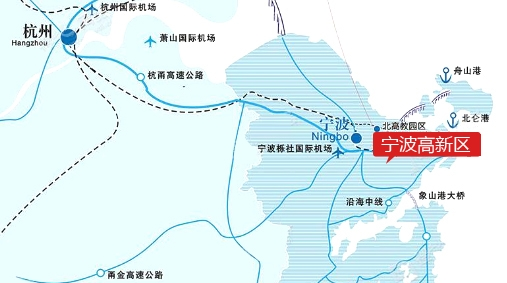 杭州国际机场
杭州
Hangzhou
萧山国际机场
杭甬高速公路
舟山港
宁波
Ningbo
北高教园区
北仑港
宁波栎社国际机场
宁波高新区
沿海中线
象山港大桥
甬金高速公路